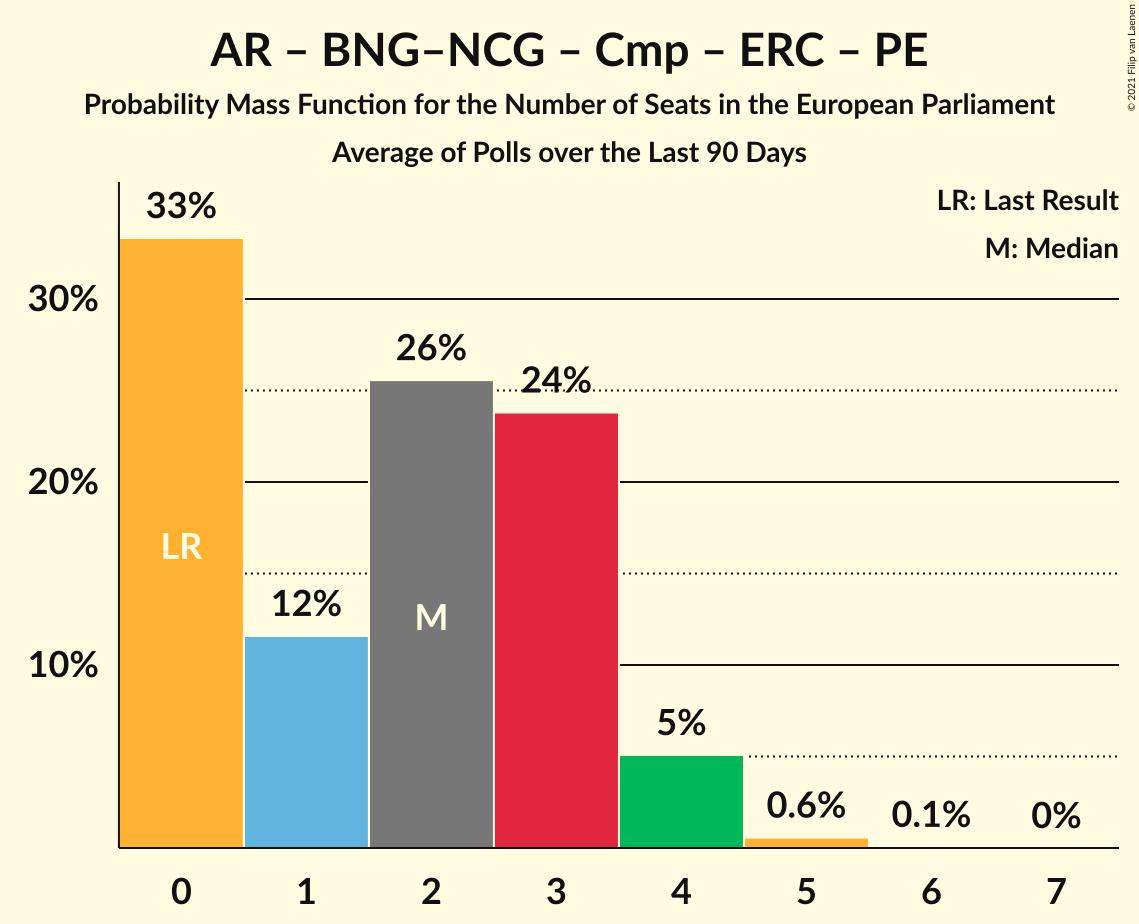 AR – BNG–NCG – Cmp – ERC – PE
Probability Mass Function for the Number of Seats in the European Parliament
Average of Polls over the Last 90 Days
© 2021 Filip van Laenen
LR: Last Result
M: Median
33%
30%
26%
24%
20%
LR
12%
M
10%
5%
0.6%
0.1%
0%
0 1 2 3 4 5 6 7